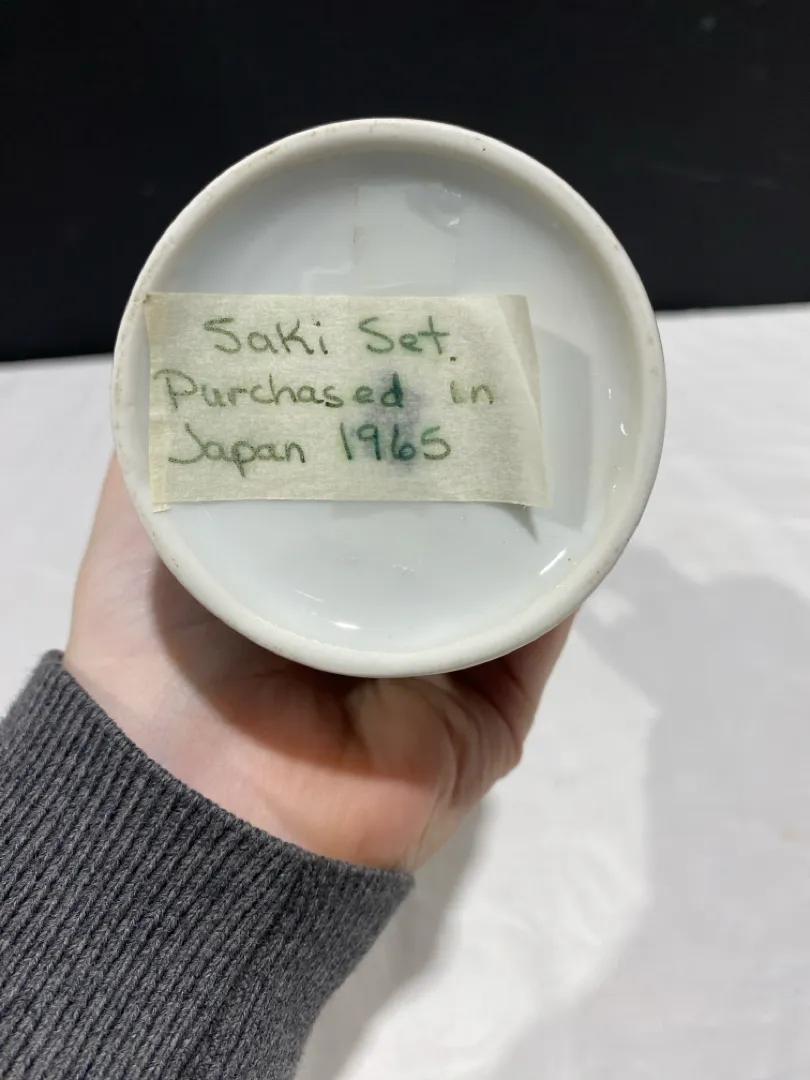 Saki Set.
Purchased in
Japan 1965